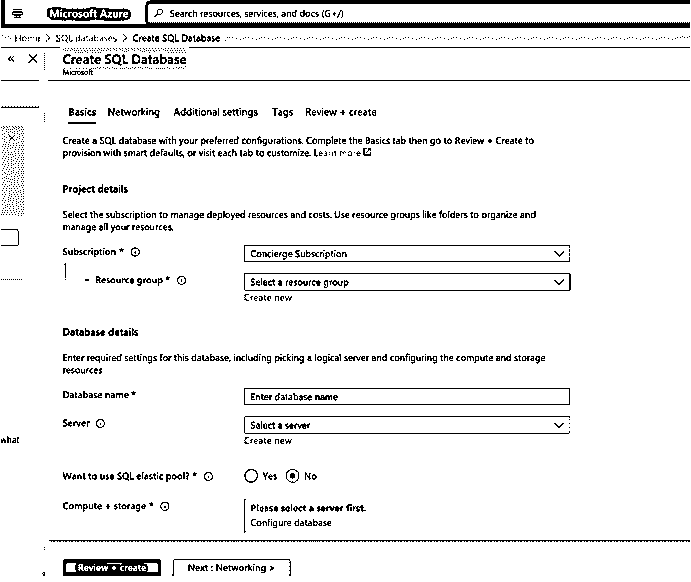 Microsoft Azure
Search resources, services, and docs (G+/)
Home > SQL databases > Create SQL Database
« × Create SQL Database
Microsoft
Basics Networking Additional settings Tags Review + create
Create a SQL database with your preferred configurations. Complete the Basics tab then go to Review + Create to
provision with smart defaults, or visit each tab to customize. Learn more
Project details
Select the subscription to manage deployed resources and costs. Use resource groups like folders to organize and
manage all your resources.
Subscription * Concierge Subscription
Resource group * Select a resource group
Create new
Database details
Enter required settings for this database, including picking a logical server and configuring the compute and storage
resources
Database name * Enter database name
Server Select a server
Create new
what
Want to use SQL elastic pool? * Yes No
Compute + storage * Please select a server first.
Configure database
Review + create Next : Networking >